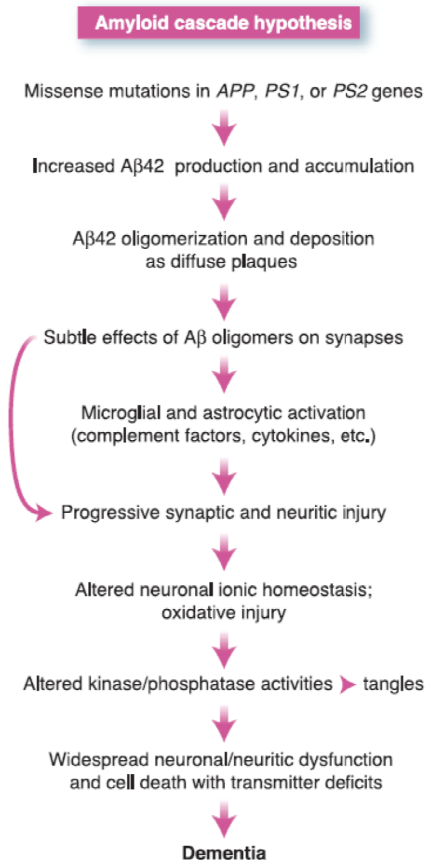 Amyloid cascade hypothesis
Missense mutations in APP, PS1, or PS2 genes
Increased Aβ42 production and accumulation
Aβ42 oligomerization and deposition
as diffuse plaques
Subtle effects of Aβ oligomers on synapses
Microglial and astrocytic activation
(complement factors, cytokines, etc.)
Progressive synaptic and neuritic injury
Altered neuronal ionic homeostasis;
oxidative injury
Altered kinase/phosphatase activities tangles
Widespread neuronal/neuritic dysfunction
and cell death with transmitter deficits
Dementia